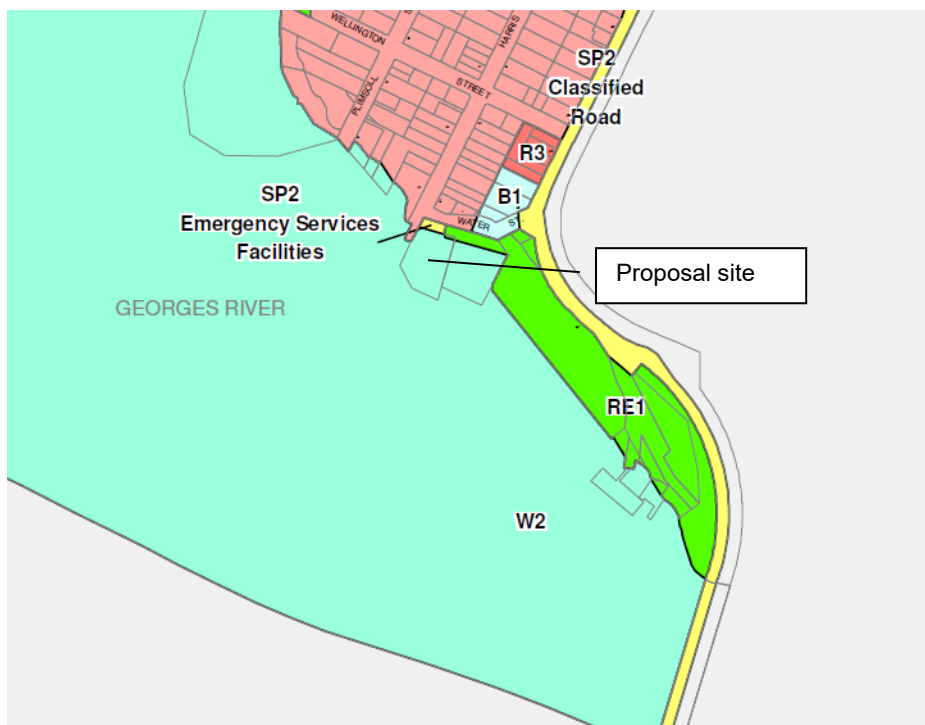 WELLINGTON
STREET
HARRIS
PLIMSOLL
SP2
Classified
Road
R3
B1
WATER ST
SP2
Emergency Services
Facilities
Proposal site
GEORGES RIVER
RE1
W2